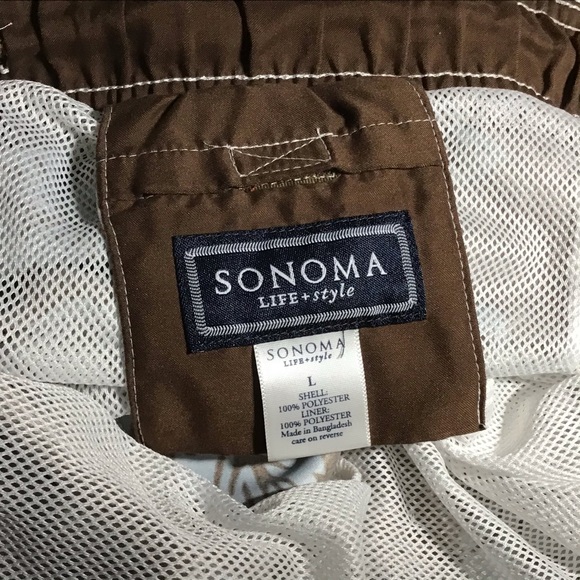 SONOMA
LIFE+style
SONOMA
LIFE+style
L
SHELL:
100% POLYESTER
LINER:
100% POLYESTER
Made in Bangladesh
care on reverse